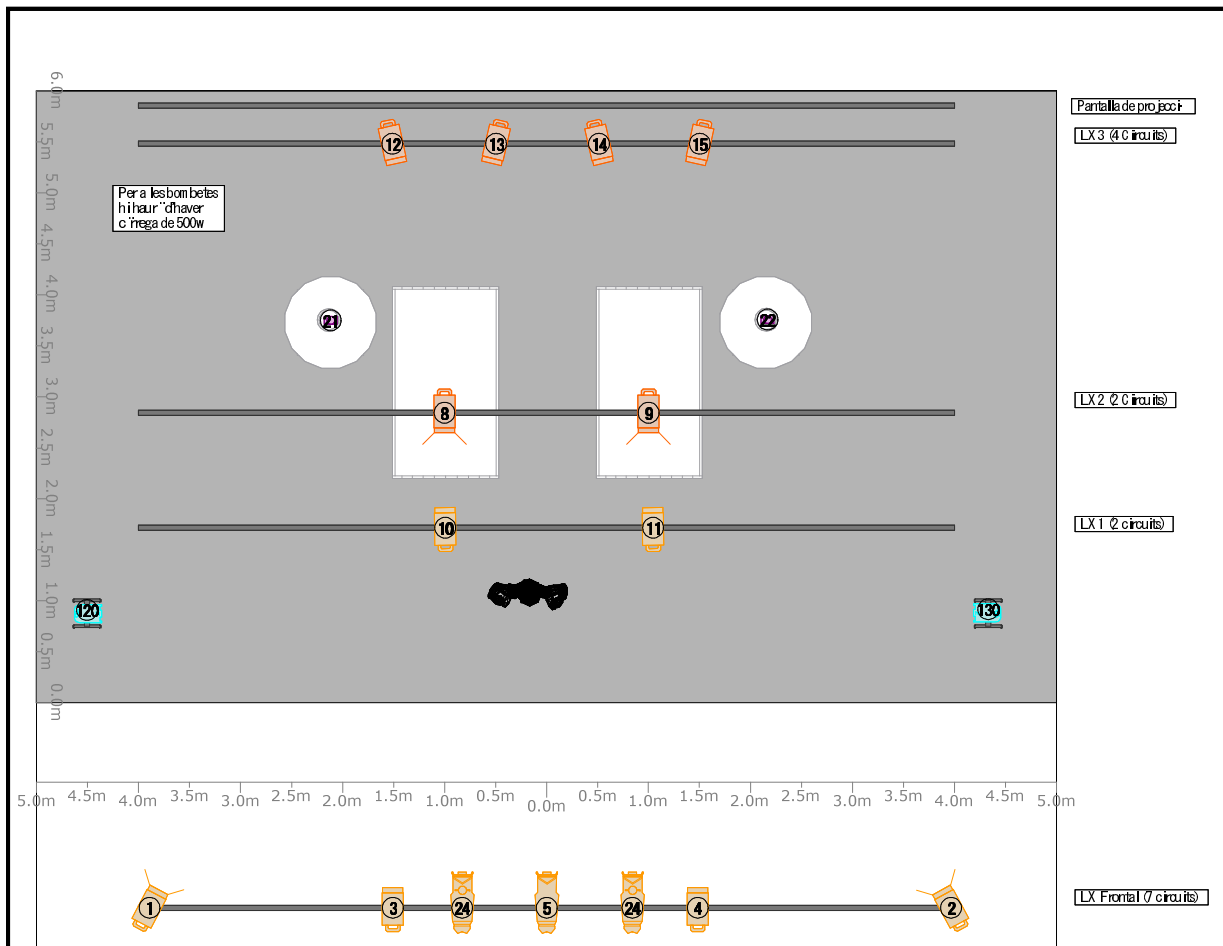 6.0m
Pantalla de projecci-
5.5m
12
13
14
15
LX 3 (4 Circuits)
Per a les bombetes
hi haur¨ d'haver
c¨rrega de 500w
5.0m
4.5m
4.0m
21
22
3.5m
3.0m
8
9
LX 2 (2 Circuits)
2.5m
2.0m
10
11
LX 1 (2 circuits)
1.5m
1.0m
120
130
0.5m
0.0m
5.0m 4.5m 4.0m 3.5m 3.0m 2.5m 2.0m 1.5m 1.0m 0.5m 0.0m 0.5m 1.0m 1.5m 2.0m 2.5m 3.0m 3.5m 4.0m 4.5m 5.0m
1
3
24
5
24
4
2
LX Frontal (7 circuits)